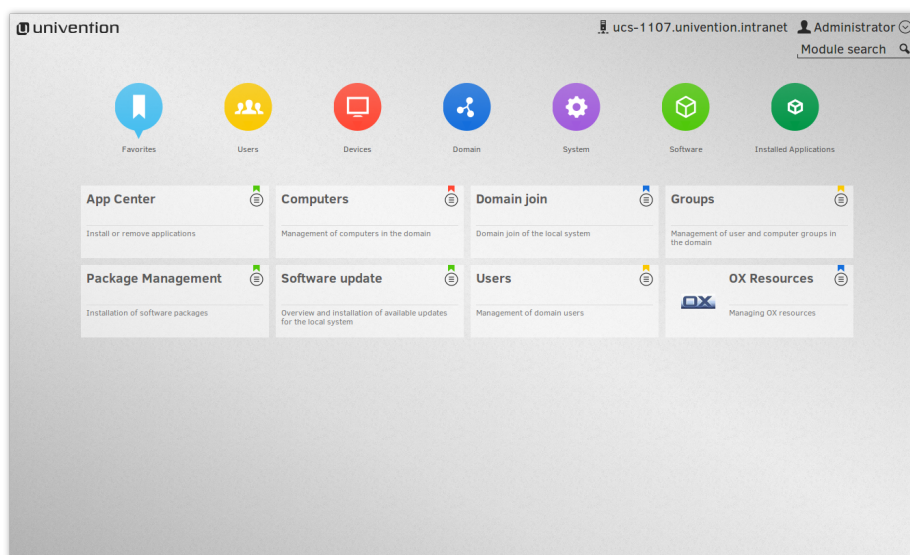 univention
ucs-1107.univention.intranet Administrator
Module search
Favorites Users Devices Domain System Software Installed Applications
App Center Computers Domain join Groups
Install or remove applications Management of computers in the domain Domain join of the local system Management of user and computer groups in
the domain
Package Management Software update Users OX Resources
OX
Installation of software packages Overview and installation of available updates Management of domain users Managing OX resources
for the local system